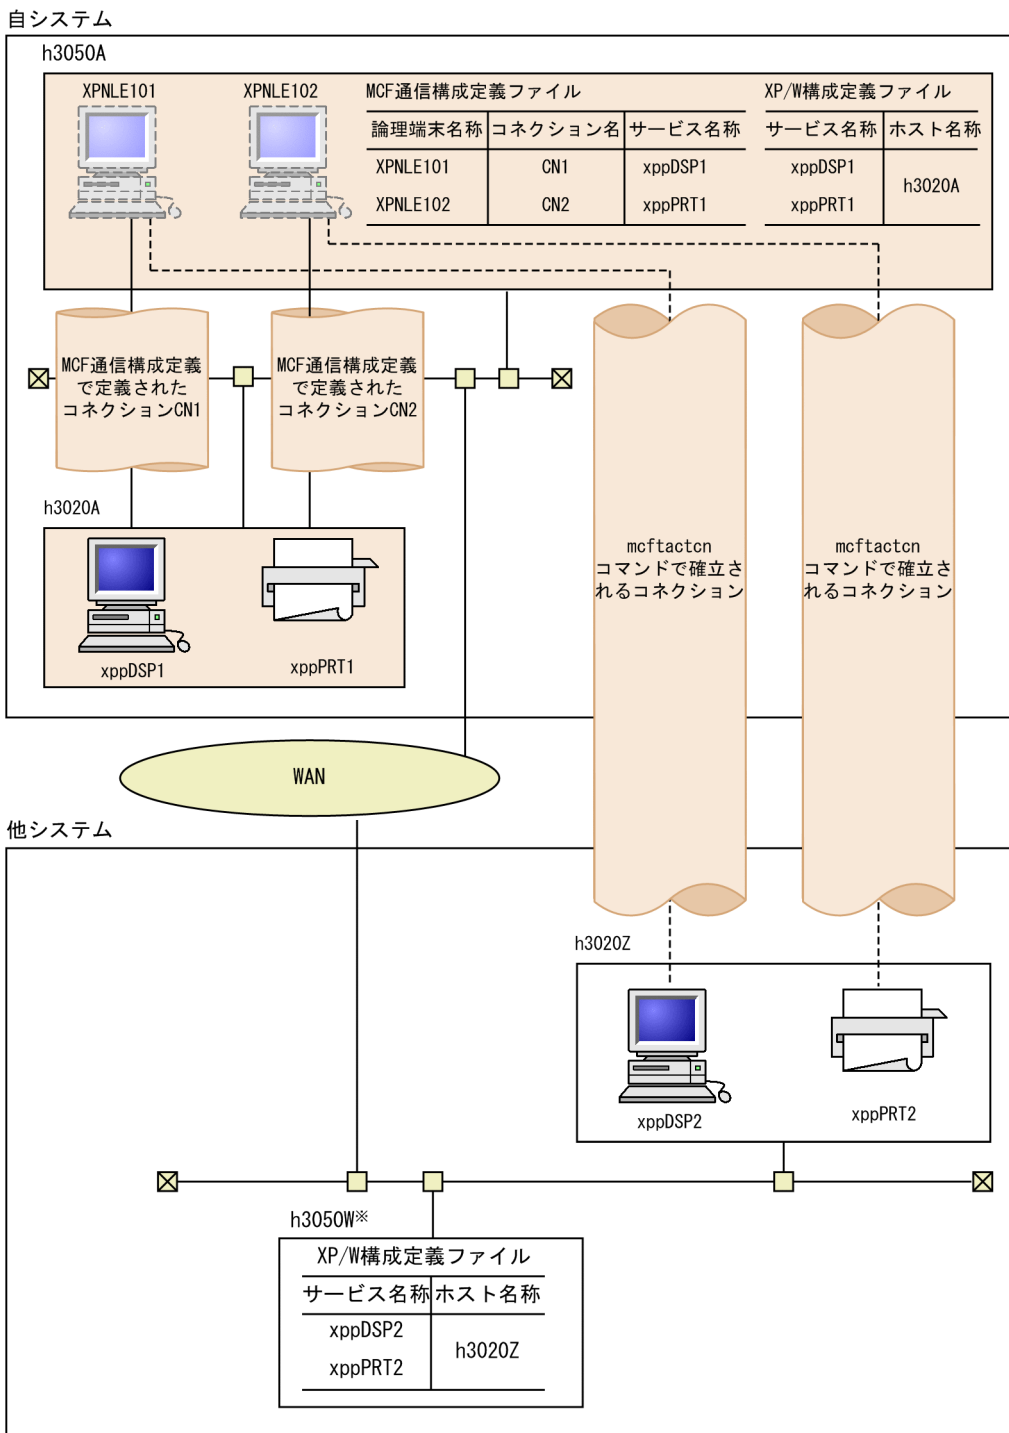 自システム
h3050A
XPNLE101
XPNLE102
MCF通信構成定義ファイル
論理端末名称 コネクション名 サービス名称
XPNLE101 CN1 xppDSP1
XPNLE102 CN2 xppPRT1
XP/W構成定義ファイル
サービス名称 ホスト名称
xppDSP1
h3020A
xppPRT1
MCF通信構成定義
で定義された
コネクションCN1
MCF通信構成定義
で定義された
コネクションCN2
h3020A
xppDSP1
xppPRT1
mcftactcn
コマンドで確立さ
れるコネクション
mcftactcn
コマンドで確立さ
れるコネクション
WAN
他システム
h3020Z
xppDSP2
xppPRT2
h3050W※
XP/W構成定義ファイル
サービス名称 ホスト名称
xppDSP2
h3020Z
xppPRT2